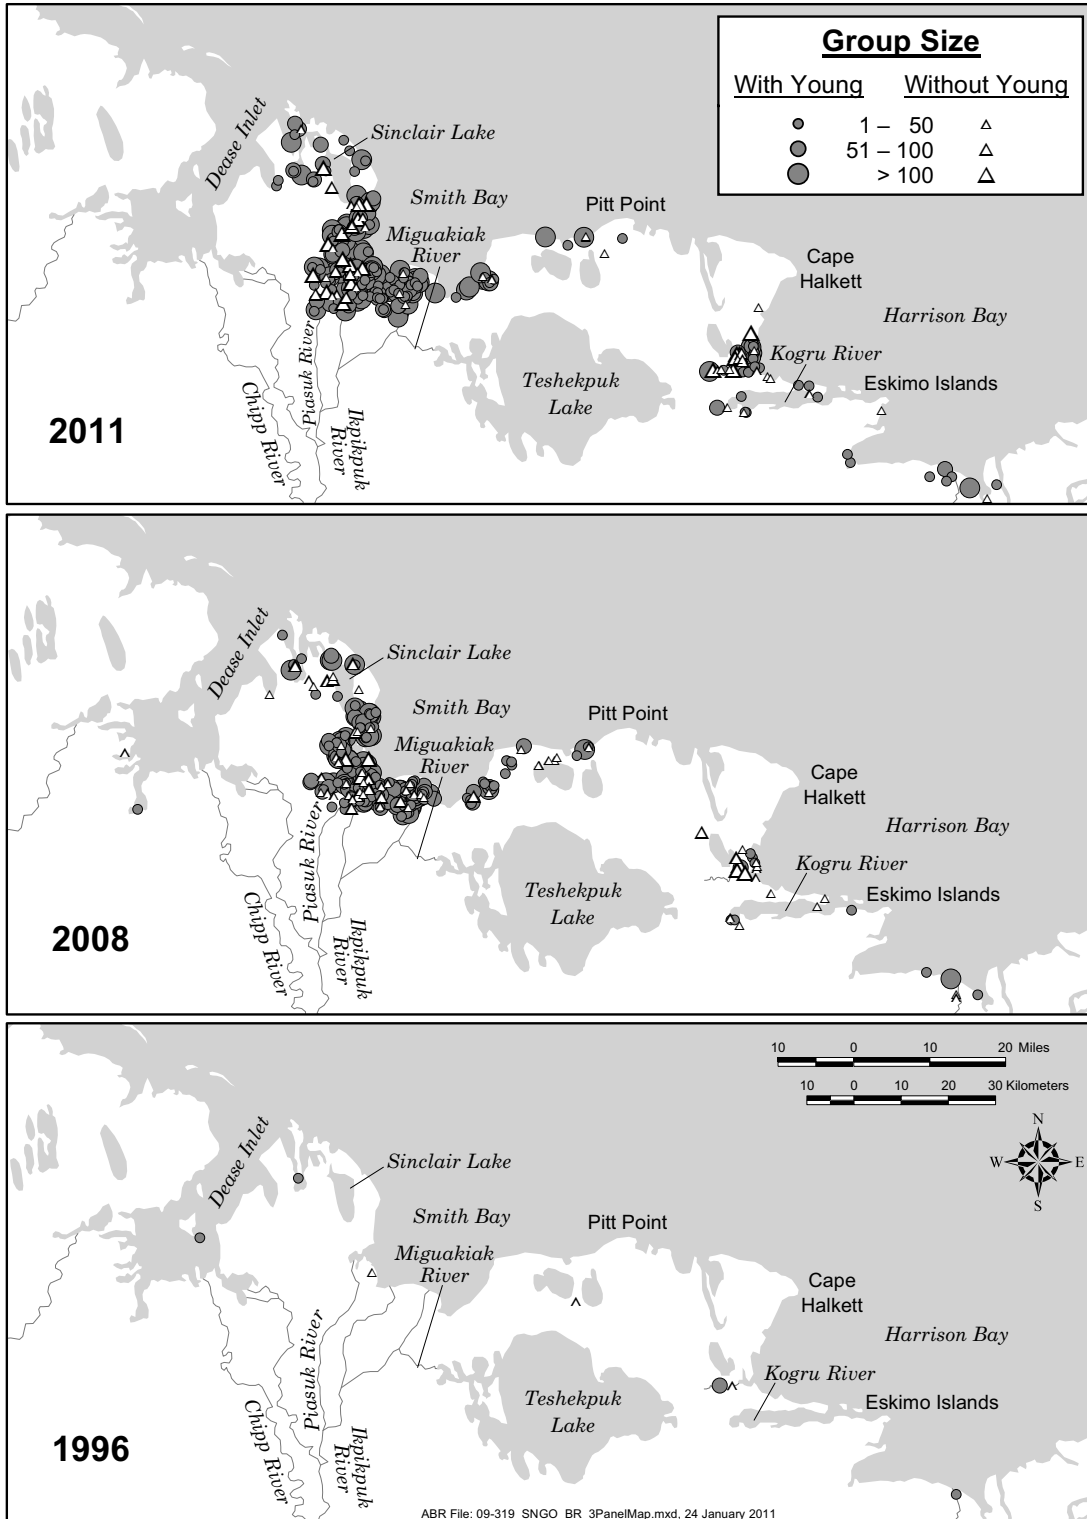 Group Size
With Young Without Young
1 – 50
51 – 100
> 100
Dease Inlet
Sinclair Lake
Smith Bay
Miguakiak
River
Pitt Point
Cape
Halkett
Harrison Bay
Kogru River
Eskimo Islands
Teshekpuk
Lake
Piasuk River
Ikpikpuk
River
Chipp River
2011
Dease Inlet
Sinclair Lake
Smith Bay
Miguakiak
River
Pitt Point
Cape
Halkett
Harrison Bay
Kogru River
Eskimo Islands
Teshekpuk
Lake
Piasuk River
Ikpikpuk
River
Chipp River
2008
10 0 10 20 Miles
10 0 10 20 30 Kilometers
N
W E
S
Dease Inlet
Sinclair Lake
Smith Bay
Miguakiak
River
Pitt Point
Cape
Halkett
Harrison Bay
Kogru River
Eskimo Islands
Teshekpuk
Lake
Piasuk River
Ikpikpuk
River
Chipp River
1996
ABR File: 09-319_SNGO_BR_3PanelMap.mxd, 24 January 2011